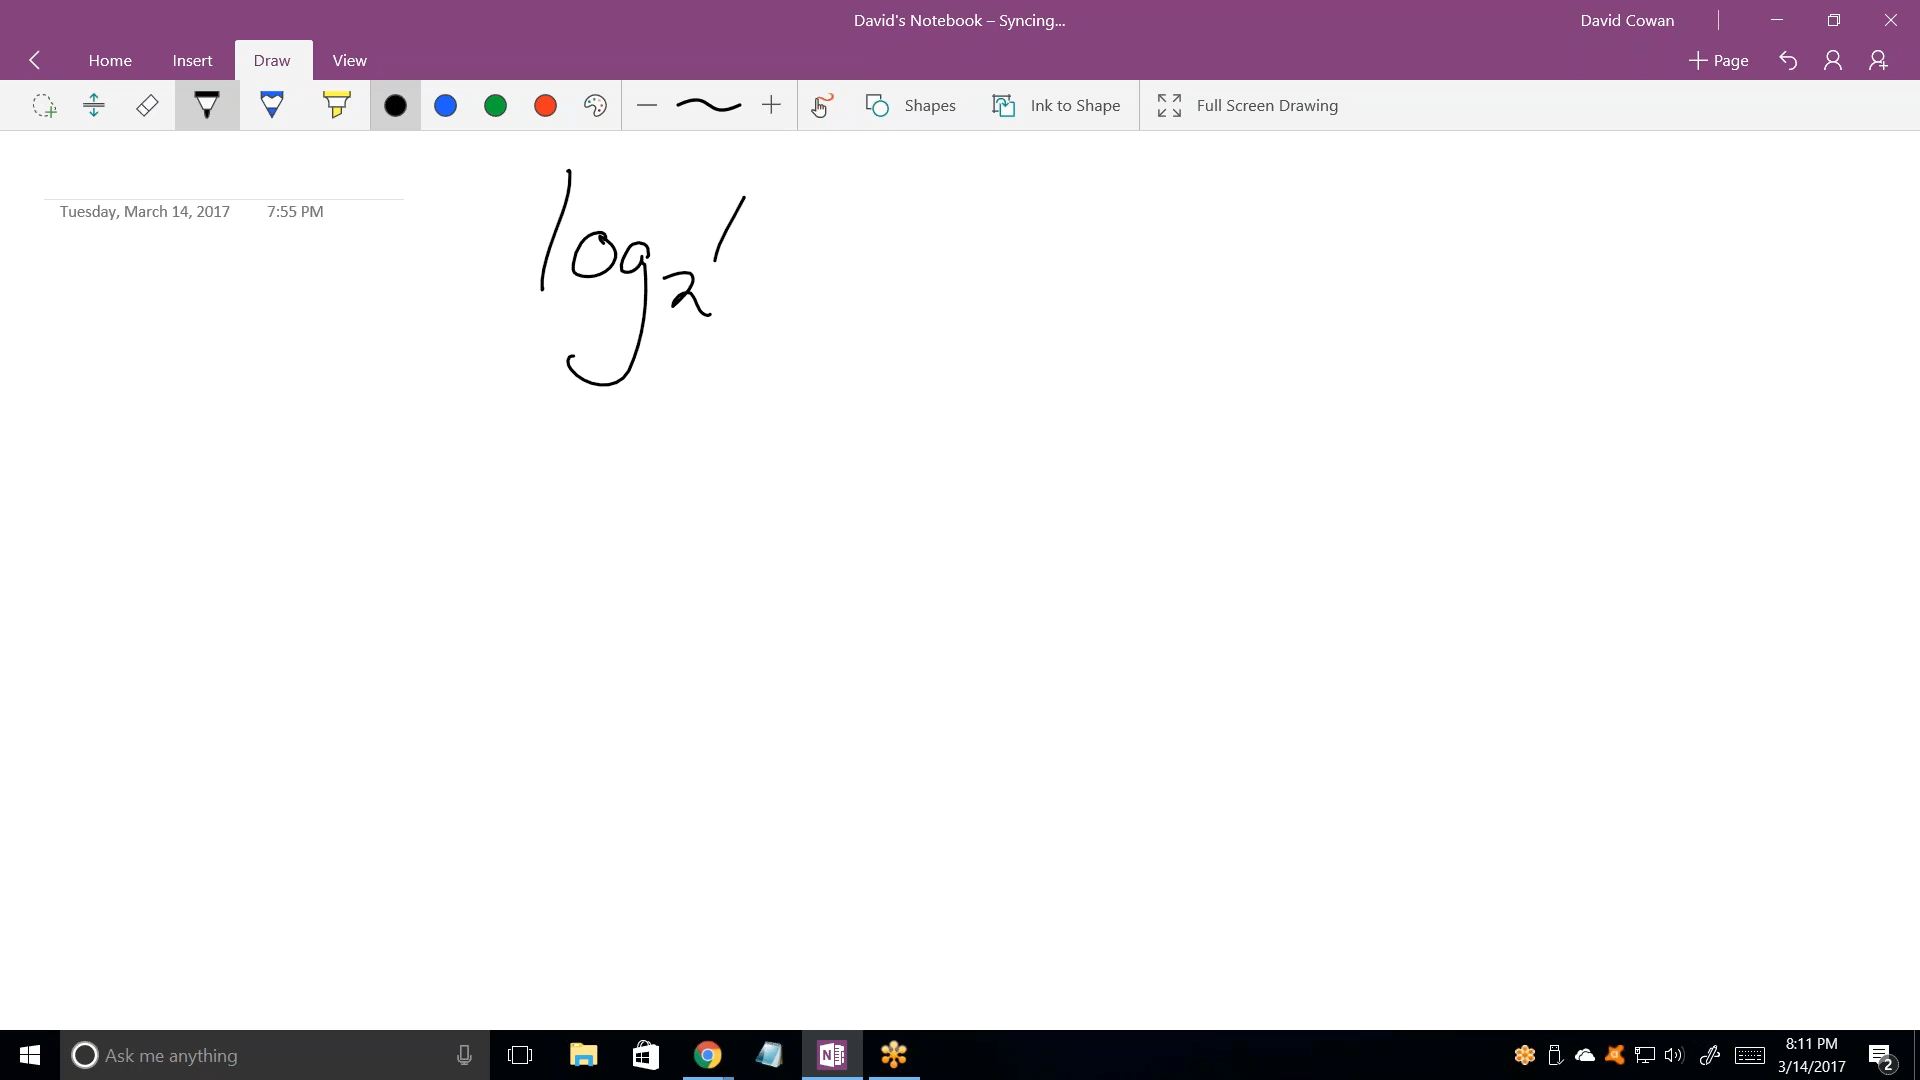 David's Notebook – Syncing...
David Cowan
Home Insert Draw View
Page
Shapes Ink to Shape Full Screen Drawing
Tuesday, March 14, 2017 7:55 PM
log₂ 1
Ask me anything
8:11 PM
3/14/2017
2